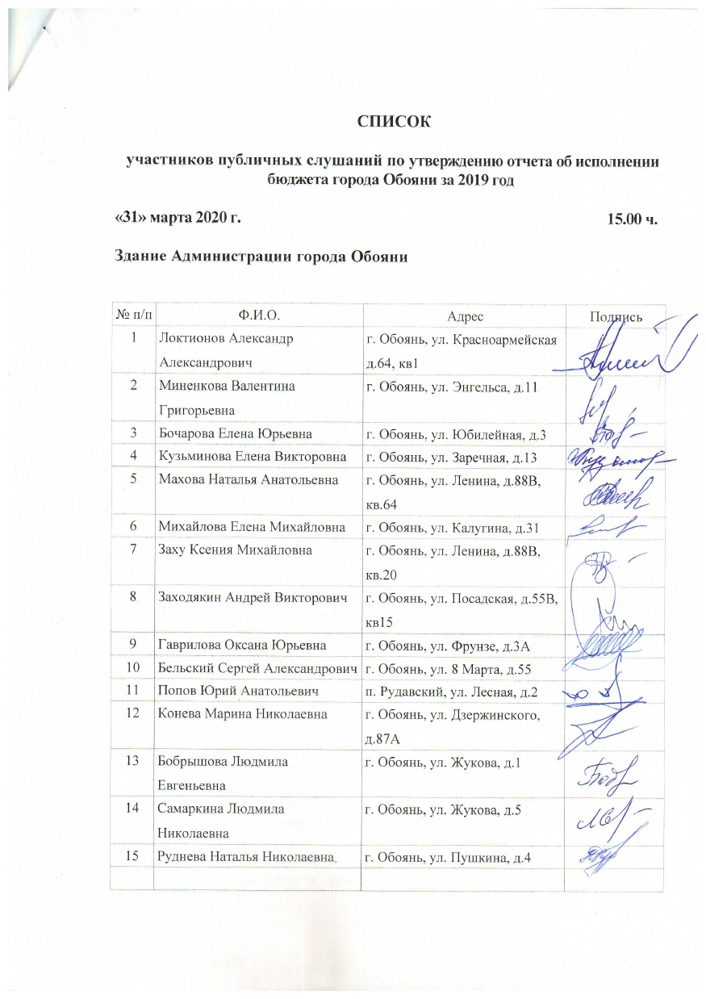 СПИСОК
участников публичных слушаний по утверждению отчета об исполнении
бюджета города Обояни за 2019 год
«31» марта 2020 г. 15.00 ч.
Здание Администрации города Обояни
№ п/п Ф.И.О. Адрес Подпись
1 Локтионов Александр г. Обоянь, ул. Красноармейская
Александрович д.64, кв1
2 Миненкова Валентина г. Обоянь, ул. Энгельса, д.11
Григорьевна
3 Бочарова Елена Юрьевна г. Обоянь, ул. Юбилейная, д.3
4 Кузьминова Елена Викторовна г. Обоянь, ул. Заречная, д.13
5 Махова Наталья Анатольевна г. Обоянь, ул. Ленина, д.88В,
кв.64
6 Михайлова Елена Михайловна г. Обоянь, ул. Калугина, д.31
7 Заху Ксения Михайловна г. Обоянь, ул. Ленина, д.88В,
кв.20
8 Заходякин Андрей Викторович г. Обоянь, ул. Посадская, д.55В,
кв15
9 Гаврилова Оксана Юрьевна г. Обоянь, ул. Фрунзе, д.3А
10 Бельский Сергей Александрович г. Обоянь, ул. 8 Марта, д.55
11 Попов Юрий Анатольевич п. Рудавский, ул. Лесная, д.2
12 Конева Марина Николаевна г. Обоянь, ул. Дзержинского,
д.87А
13 Бобрышова Людмила г. Обоянь, ул. Жукова, д.1
Евгеньевна
14 Самаркина Людмила г. Обоянь, ул. Жукова, д.5
Николаевна
15 Руднева Наталья Николаевна г. Обоянь, ул. Пушкина, д.4